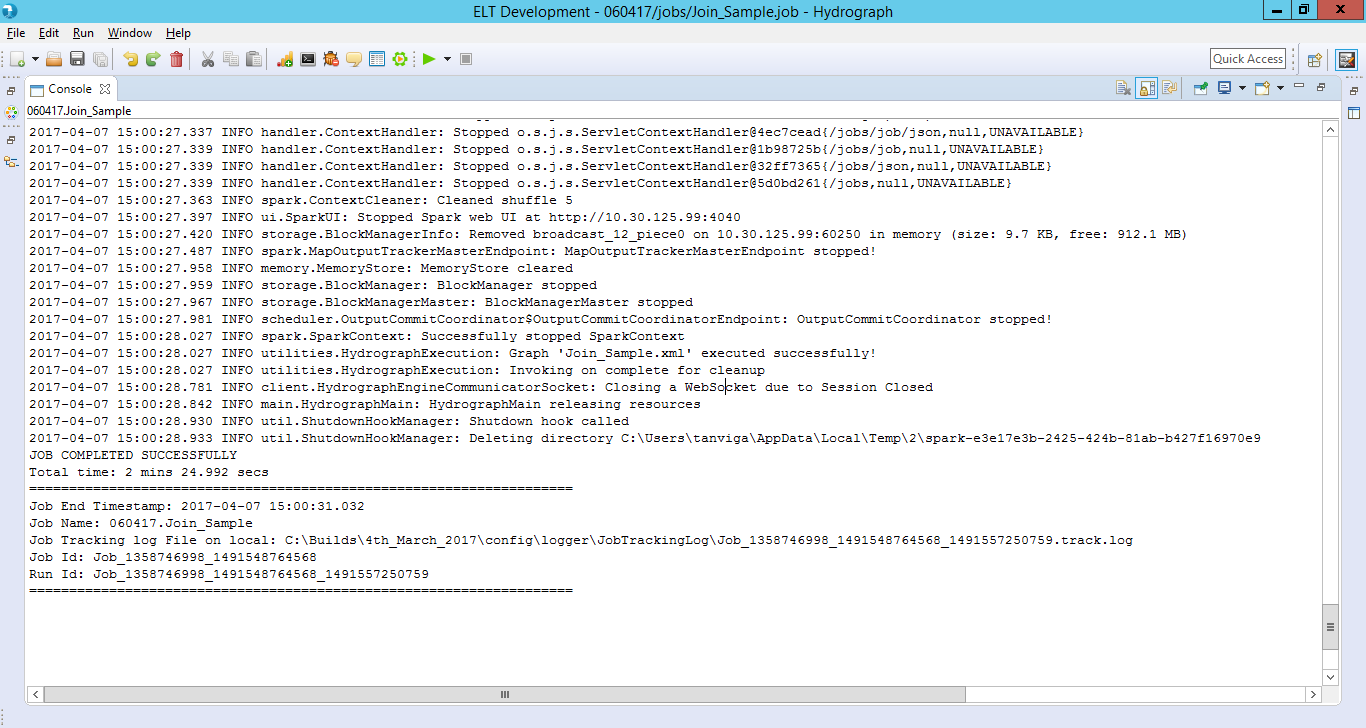 ELT Development - 060417/jobs/Join_Sample.job - Hydrograph
File Edit Run Window Help
Quick Access
Console
060417.Join_Sample
2017-04-07 15:00:27.337 INFO handler.ContextHandler: Stopped o.s.j.s.ServletContextHandler@4ec7cead{/jobs/job/json,null,UNAVAILABLE}
2017-04-07 15:00:27.339 INFO handler.ContextHandler: Stopped o.s.j.s.ServletContextHandler@1b98725b{/jobs/job,null,UNAVAILABLE}
2017-04-07 15:00:27.339 INFO handler.ContextHandler: Stopped o.s.j.s.ServletContextHandler@32ff7365{/jobs/json,null,UNAVAILABLE}
2017-04-07 15:00:27.339 INFO handler.ContextHandler: Stopped o.s.j.s.ServletContextHandler@5d0bd261{/jobs,null,UNAVAILABLE}
2017-04-07 15:00:27.363 INFO spark.ContextCleaner: Cleaned shuffle 5
2017-04-07 15:00:27.397 INFO ui.SparkUI: Stopped Spark web UI at http://10.30.125.99:4040
2017-04-07 15:00:27.420 INFO storage.BlockManagerInfo: Removed broadcast_12_piece0 on 10.30.125.99:60250 in memory (size: 9.7 KB, free: 912.1 MB)
2017-04-07 15:00:27.487 INFO spark.MapOutputTrackerMasterEndpoint: MapOutputTrackerMasterEndpoint stopped!
2017-04-07 15:00:27.958 INFO memory.MemoryStore: MemoryStore cleared
2017-04-07 15:00:27.959 INFO storage.BlockManager: BlockManager stopped
2017-04-07 15:00:27.967 INFO storage.BlockManagerMaster: BlockManagerMaster stopped
2017-04-07 15:00:27.981 INFO scheduler.OutputCommitCoordinator$OutputCommitCoordinatorEndpoint: OutputCommitCoordinator stopped!
2017-04-07 15:00:28.027 INFO spark.SparkContext: Successfully stopped SparkContext
2017-04-07 15:00:28.027 INFO utilities.HydrographExecution: Graph 'Join_Sample.xml' executed successfully!
2017-04-07 15:00:28.027 INFO utilities.HydrographExecution: Invoking on complete for cleanup
2017-04-07 15:00:28.781 INFO client.HydrographEngineCommunicatorSocket: Closing a WebSocket due to Session Closed
2017-04-07 15:00:28.842 INFO main.HydrographMain: HydrographMain releasing resources
2017-04-07 15:00:28.930 INFO util.ShutdownHookManager: Shutdown hook called
2017-04-07 15:00:28.933 INFO util.ShutdownHookManager: Deleting directory C:\Users\tanviga\AppData\Local\Temp\2\spark-e3e17e3b-2425-424b-81ab-b427f16970e9
JOB COMPLETED SUCCESSFULLY
Total time: 2 mins 24.992 secs
====================================================================
Job End Timestamp: 2017-04-07 15:00:31.032
Job Name: 060417.Join_Sample
Job Tracking log File on local: C:\Builds\4th_March_2017\config\logger\JobTrackingLog\Job_1358746998_1491548764568_1491557250759.track.log
Job Id: Job_1358746998_1491548764568
Run Id: Job_1358746998_1491548764568_1491557250759
====================================================================